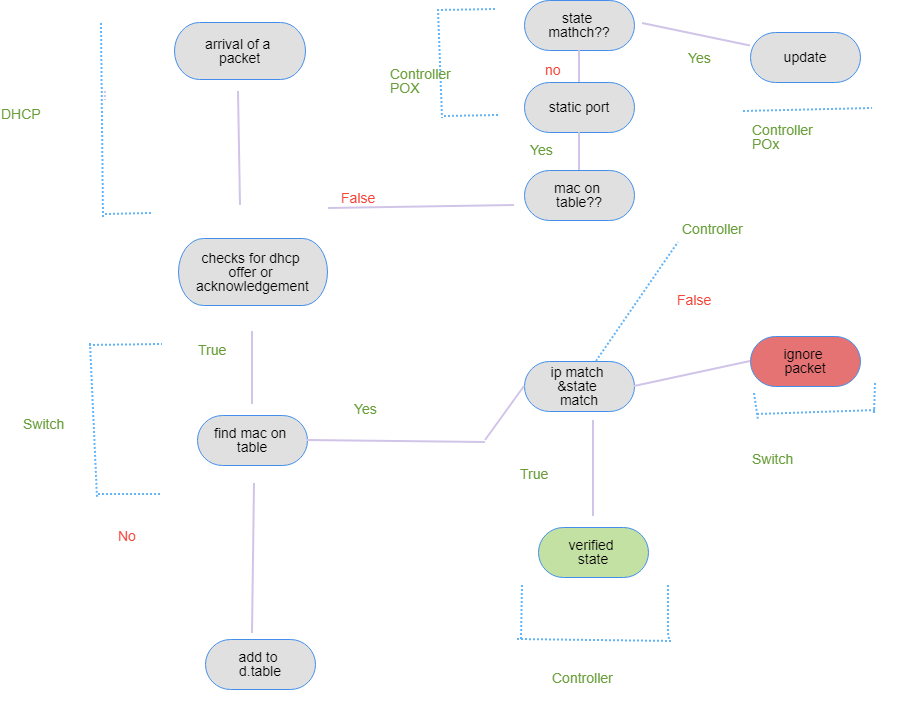 state
mathch??
arrival of a
packet
Yes
update
no
Controller
POX
static port
DHCP
Controller
POx
Yes
mac on
table??
False
Controller
checks for dhcp
offer or
acknowledgement
False
True
ignore
packet
ip match
&state
match
Yes
Switch
find mac on
table
Switch
True
No
verified
state
add to
d.table
Controller